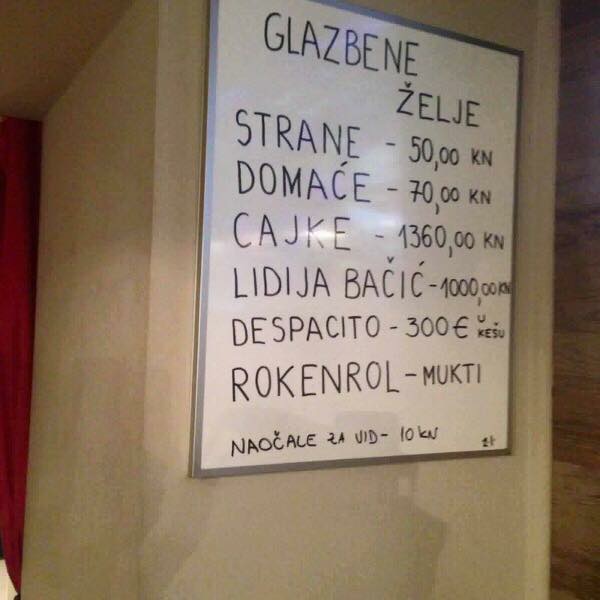 GLAZBENE
ŽELJE
STRANE - 50,00 KN
DOMAĆE - 70,00 KN
CAJKE - 1360,00 KN
LIDIJA BAČIĆ - 1000,00 KN
DESPACITO - 300 € U KEŠU
ROKENROL - MUKTI
NAOČALE ZA VID - 10 KN